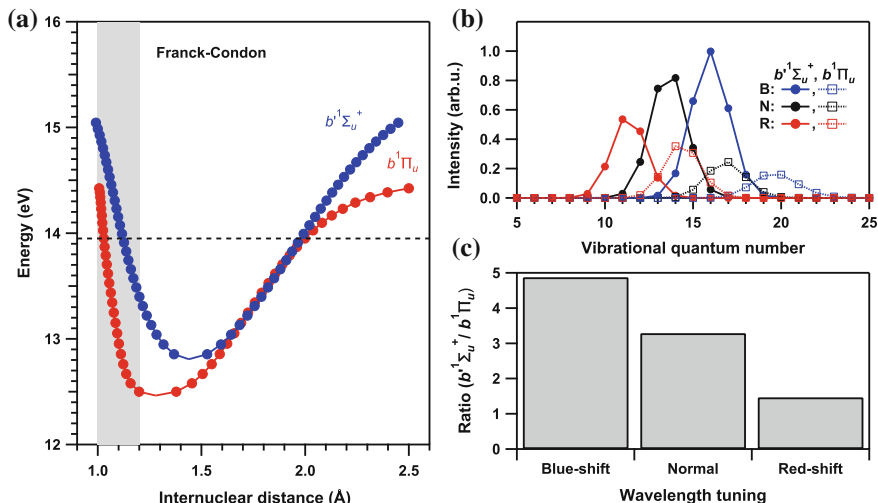 (a)
16
15
14
13
12
Energy (eV)
Franck-Condon
b'¹Σᵤ⁺
b¹Πᵤ
1.0 1.5 2.0 2.5
Internuclear distance (Å)
(b)
1.0
0.8
0.6
0.4
0.2
0.0
Intensity (arb.u.)
b'¹Σᵤ⁺, b¹Πᵤ
B: ,
N: ,
R: ,
5 10 15 20 25
Vibrational quantum number
(c)
5
4
3
2
1
0
Ratio (b'¹Σᵤ⁺/ b¹Πᵤ)
Blue-shift Normal Red-shift
Wavelength tuning